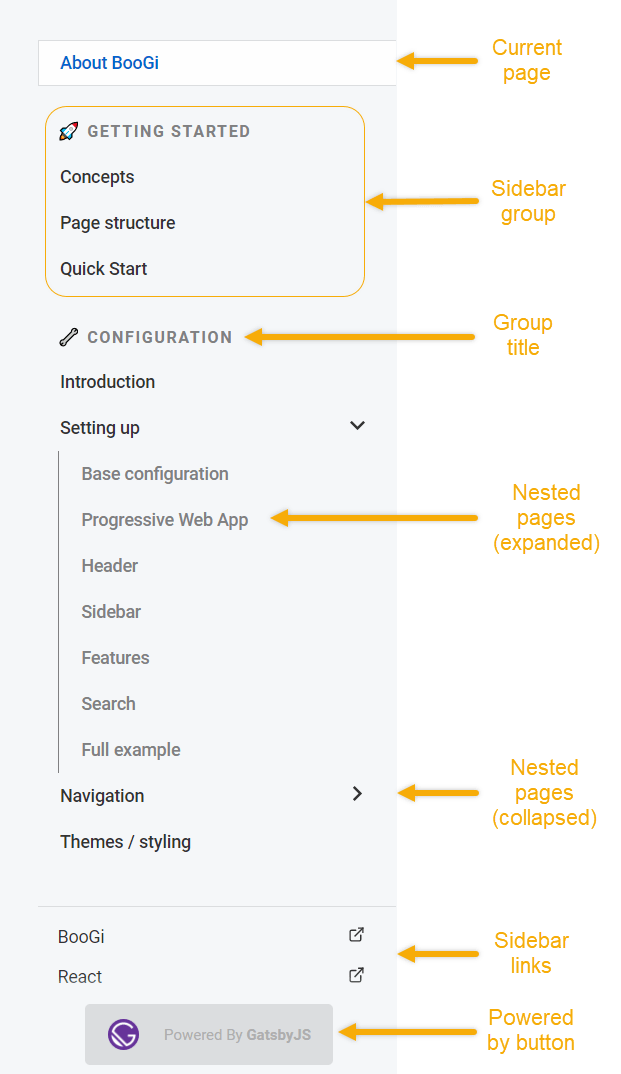 About BooGi
Current
page
GETTING STARTED
Concepts
Page structure
Quick Start
Sidebar
group
CONFIGURATION
Group
title
Introduction
Setting up
Base configuration
Progressive Web App
Header
Sidebar
Features
Search
Full example
Nested
pages
(expanded)
Navigation
Themes / styling
Nested
pages
(collapsed)
BooGi
React
Sidebar
links
Powered By GatsbyJS
Powered
by button